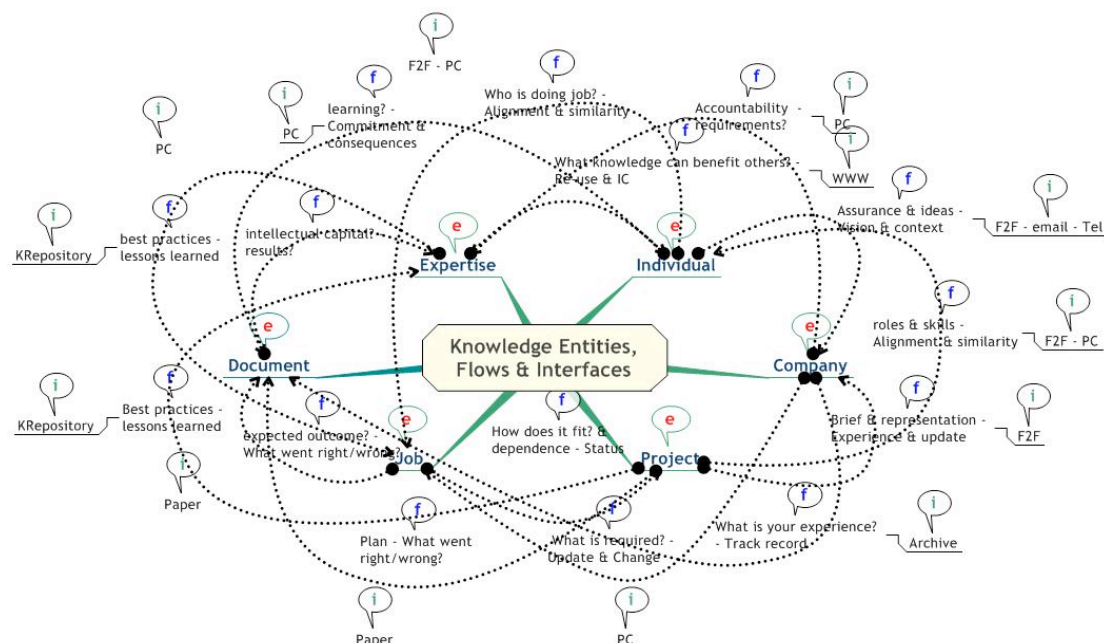 i
F2F - PC
f
Who is doing job? -
Alignment & similarity
f
learning? -
Commitment &
consequences
i
PC
i
PC
f
Accountability -
requirements?
i
PC
f
What knowledge can benefit others? -
Re-use & IC
i
WWW
f
Assurance & ideas -
Vision & context
i
F2F - email - Tel
f
best practices -
lessons learned
i
KRepository
f
intellectual capital?
results?
e
Expertise
e
Individual
f
roles & skills -
Alignment & similarity
i
F2F - PC
e
Document
Knowledge Entities,
Flows & Interfaces
e
Company
f
Best practices -
lessons learned
i
KRepository
f
expected outcome? -
What went right/wrong?
e
Job
f
How does it fit? &
dependence - Status
e
Project
f
Brief & representation -
Experience & update
i
F2F
i
Paper
f
Plan - What went
right/wrong?
f
What is required? -
Update & Change
f
What is your experience?
- Track record
i
Archive
i
Paper
i
PC